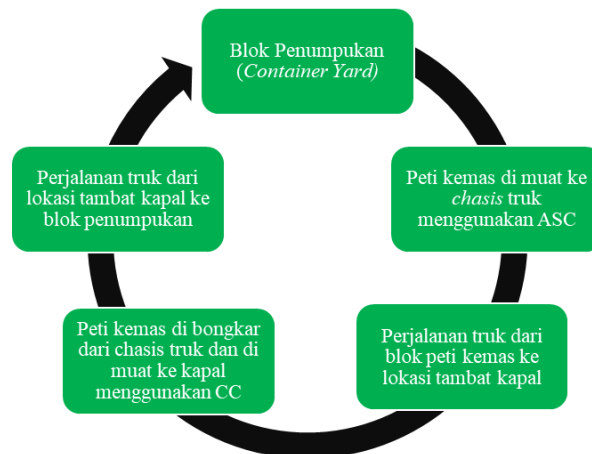 Blok Penumpukan
(Container Yard)
Peti kemas di muat ke
chasis truk
menggunakan ASC
Perjalanan truk dari
blok peti kemas ke
lokasi tambat kapal
Peti kemas di bongkar
dari chasis truk dan di
muat ke kapal
menggunakan CC
Perjalanan truk dari
lokasi tambat kapal ke
blok penumpukan